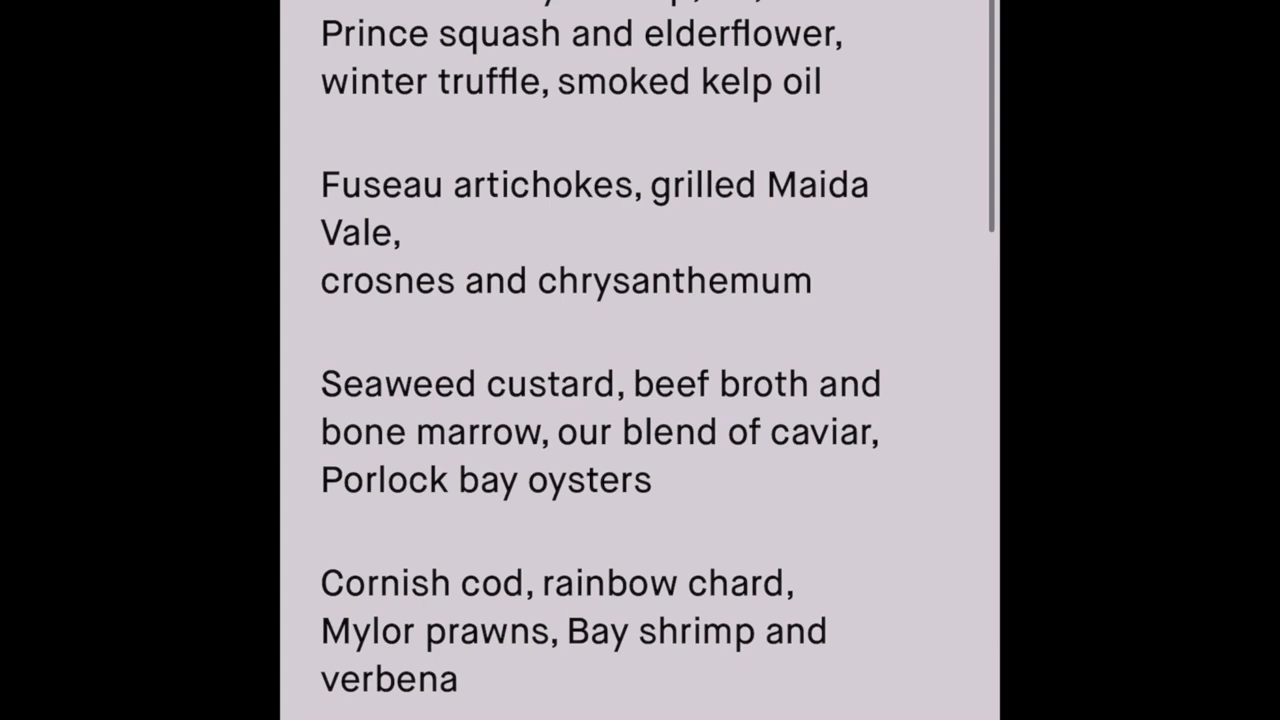 Prince squash and elderflower,
winter truffle, smoked kelp oil
Fuseau artichokes, grilled Maida
Vale,
crosnes and chrysanthemum
Seaweed custard, beef broth and
bone marrow, our blend of caviar,
Porlock bay oysters
Cornish cod, rainbow chard,
Mylor prawns, Bay shrimp and
verbena